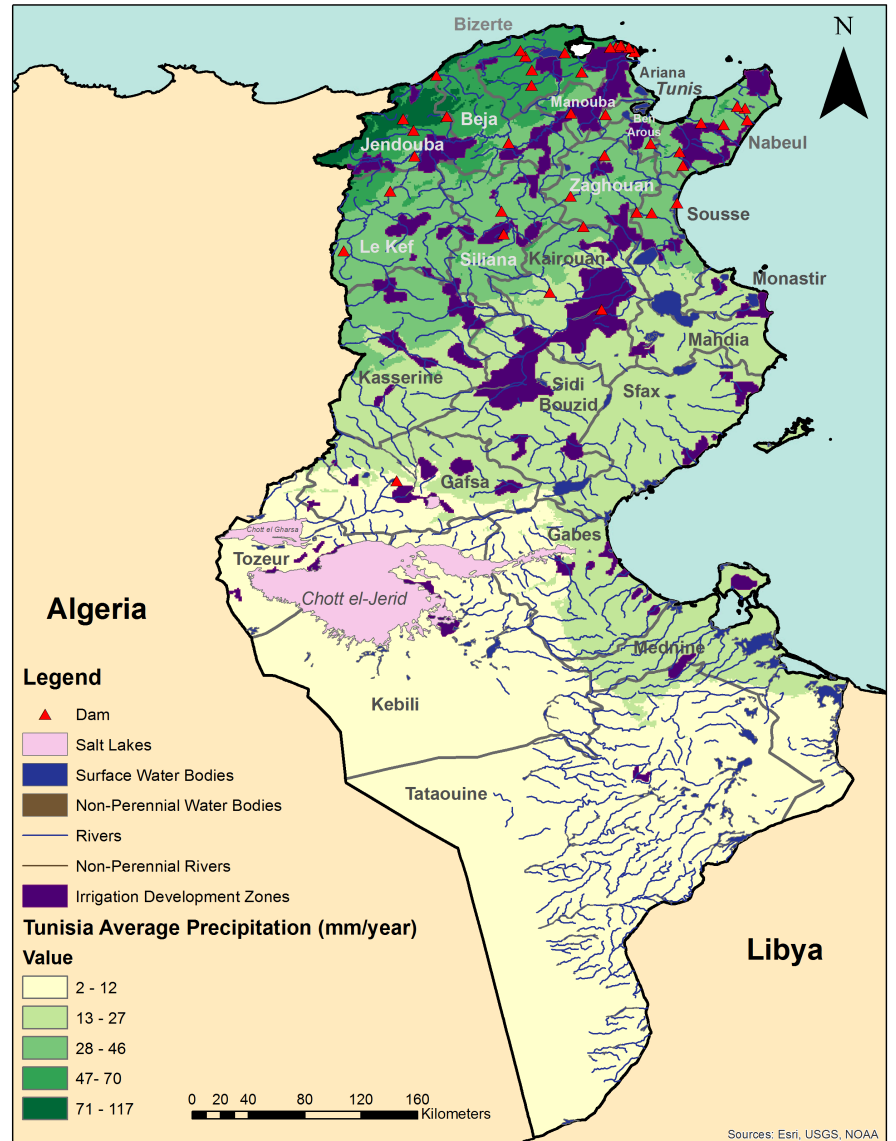 Bizerte
N
Ariana
Tunis
Manouba
Beja
Ben
Arous
Jendouba
Nabeul
Zaghouan
Sousse
Le Kef
Siliana
Kairouan
Monastir
Mahdia
Kasserine
Sidi
Bouzid
Sfax
Gafsa
Chott el Gharsa
Gabes
Tozeur
Chott el-Jerid
Algeria
Mednine
Kebili
Tataouine
Libya
Legend
Dam
Salt Lakes
Surface Water Bodies
Non-Perennial Water Bodies
Rivers
Non-Perennial Rivers
Irrigation Development Zones
Tunisia Average Precipitation (mm/year)
Value
2 - 12
13 - 27
28 - 46
47- 70
71 - 117
0 20 40 80 120 160
Kilometers
Sources: Esri, USGS, NOAA